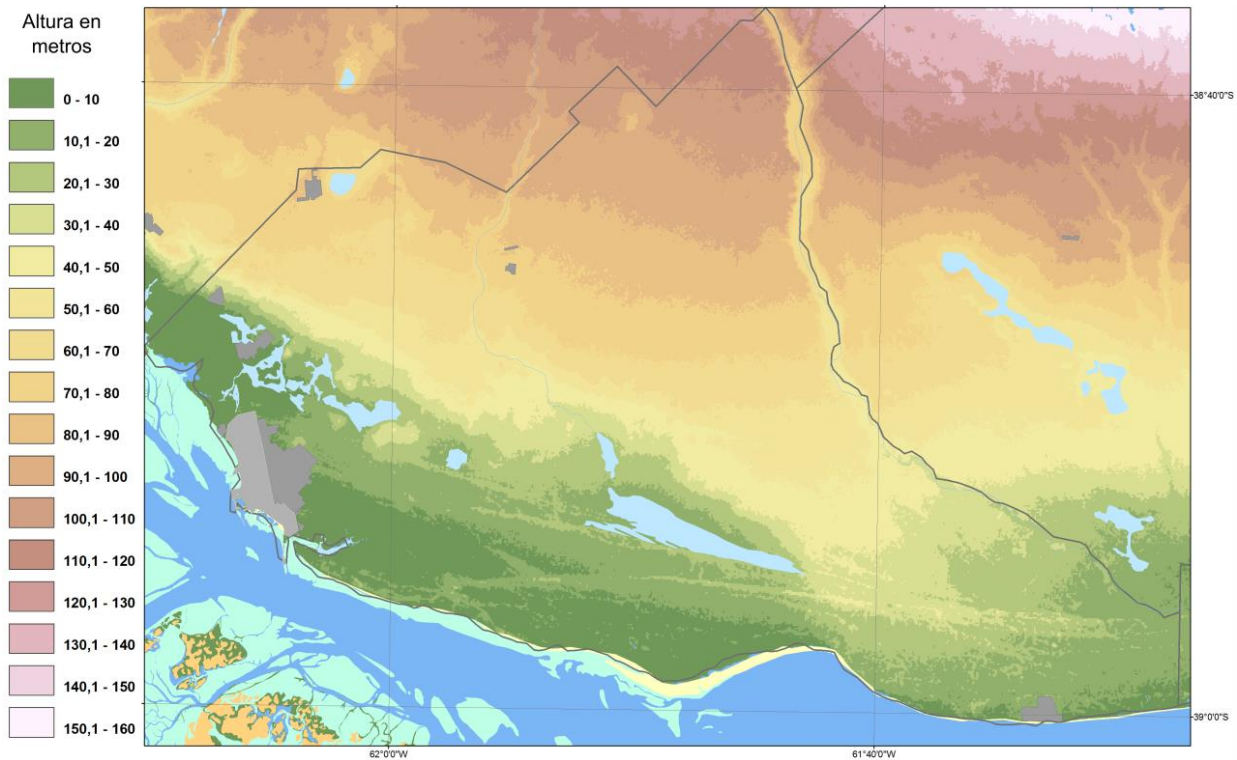 Altura en
metros
0 - 10
10,1 - 20
20,1 - 30
30,1 - 40
40,1 - 50
50,1 - 60
60,1 - 70
70,1 - 80
80,1 - 90
90,1 - 100
100,1 - 110
110,1 - 120
120,1 - 130
130,1 - 140
140,1 - 150
150,1 - 160
38°40'0"S
39°0'0"S
62°0'0"W
61°40'0"W